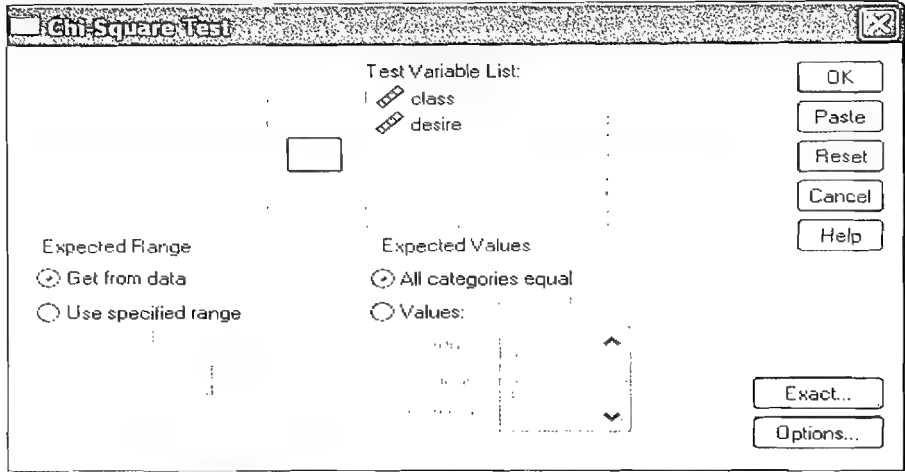 Chi-Square Test
Test Variable List:
class
desire
OK
Paste
Reset
Cancel
Help
Expected Range
Get from data
Use specified range
Expected Values
All categories equal
Values:
Exact...
Options...